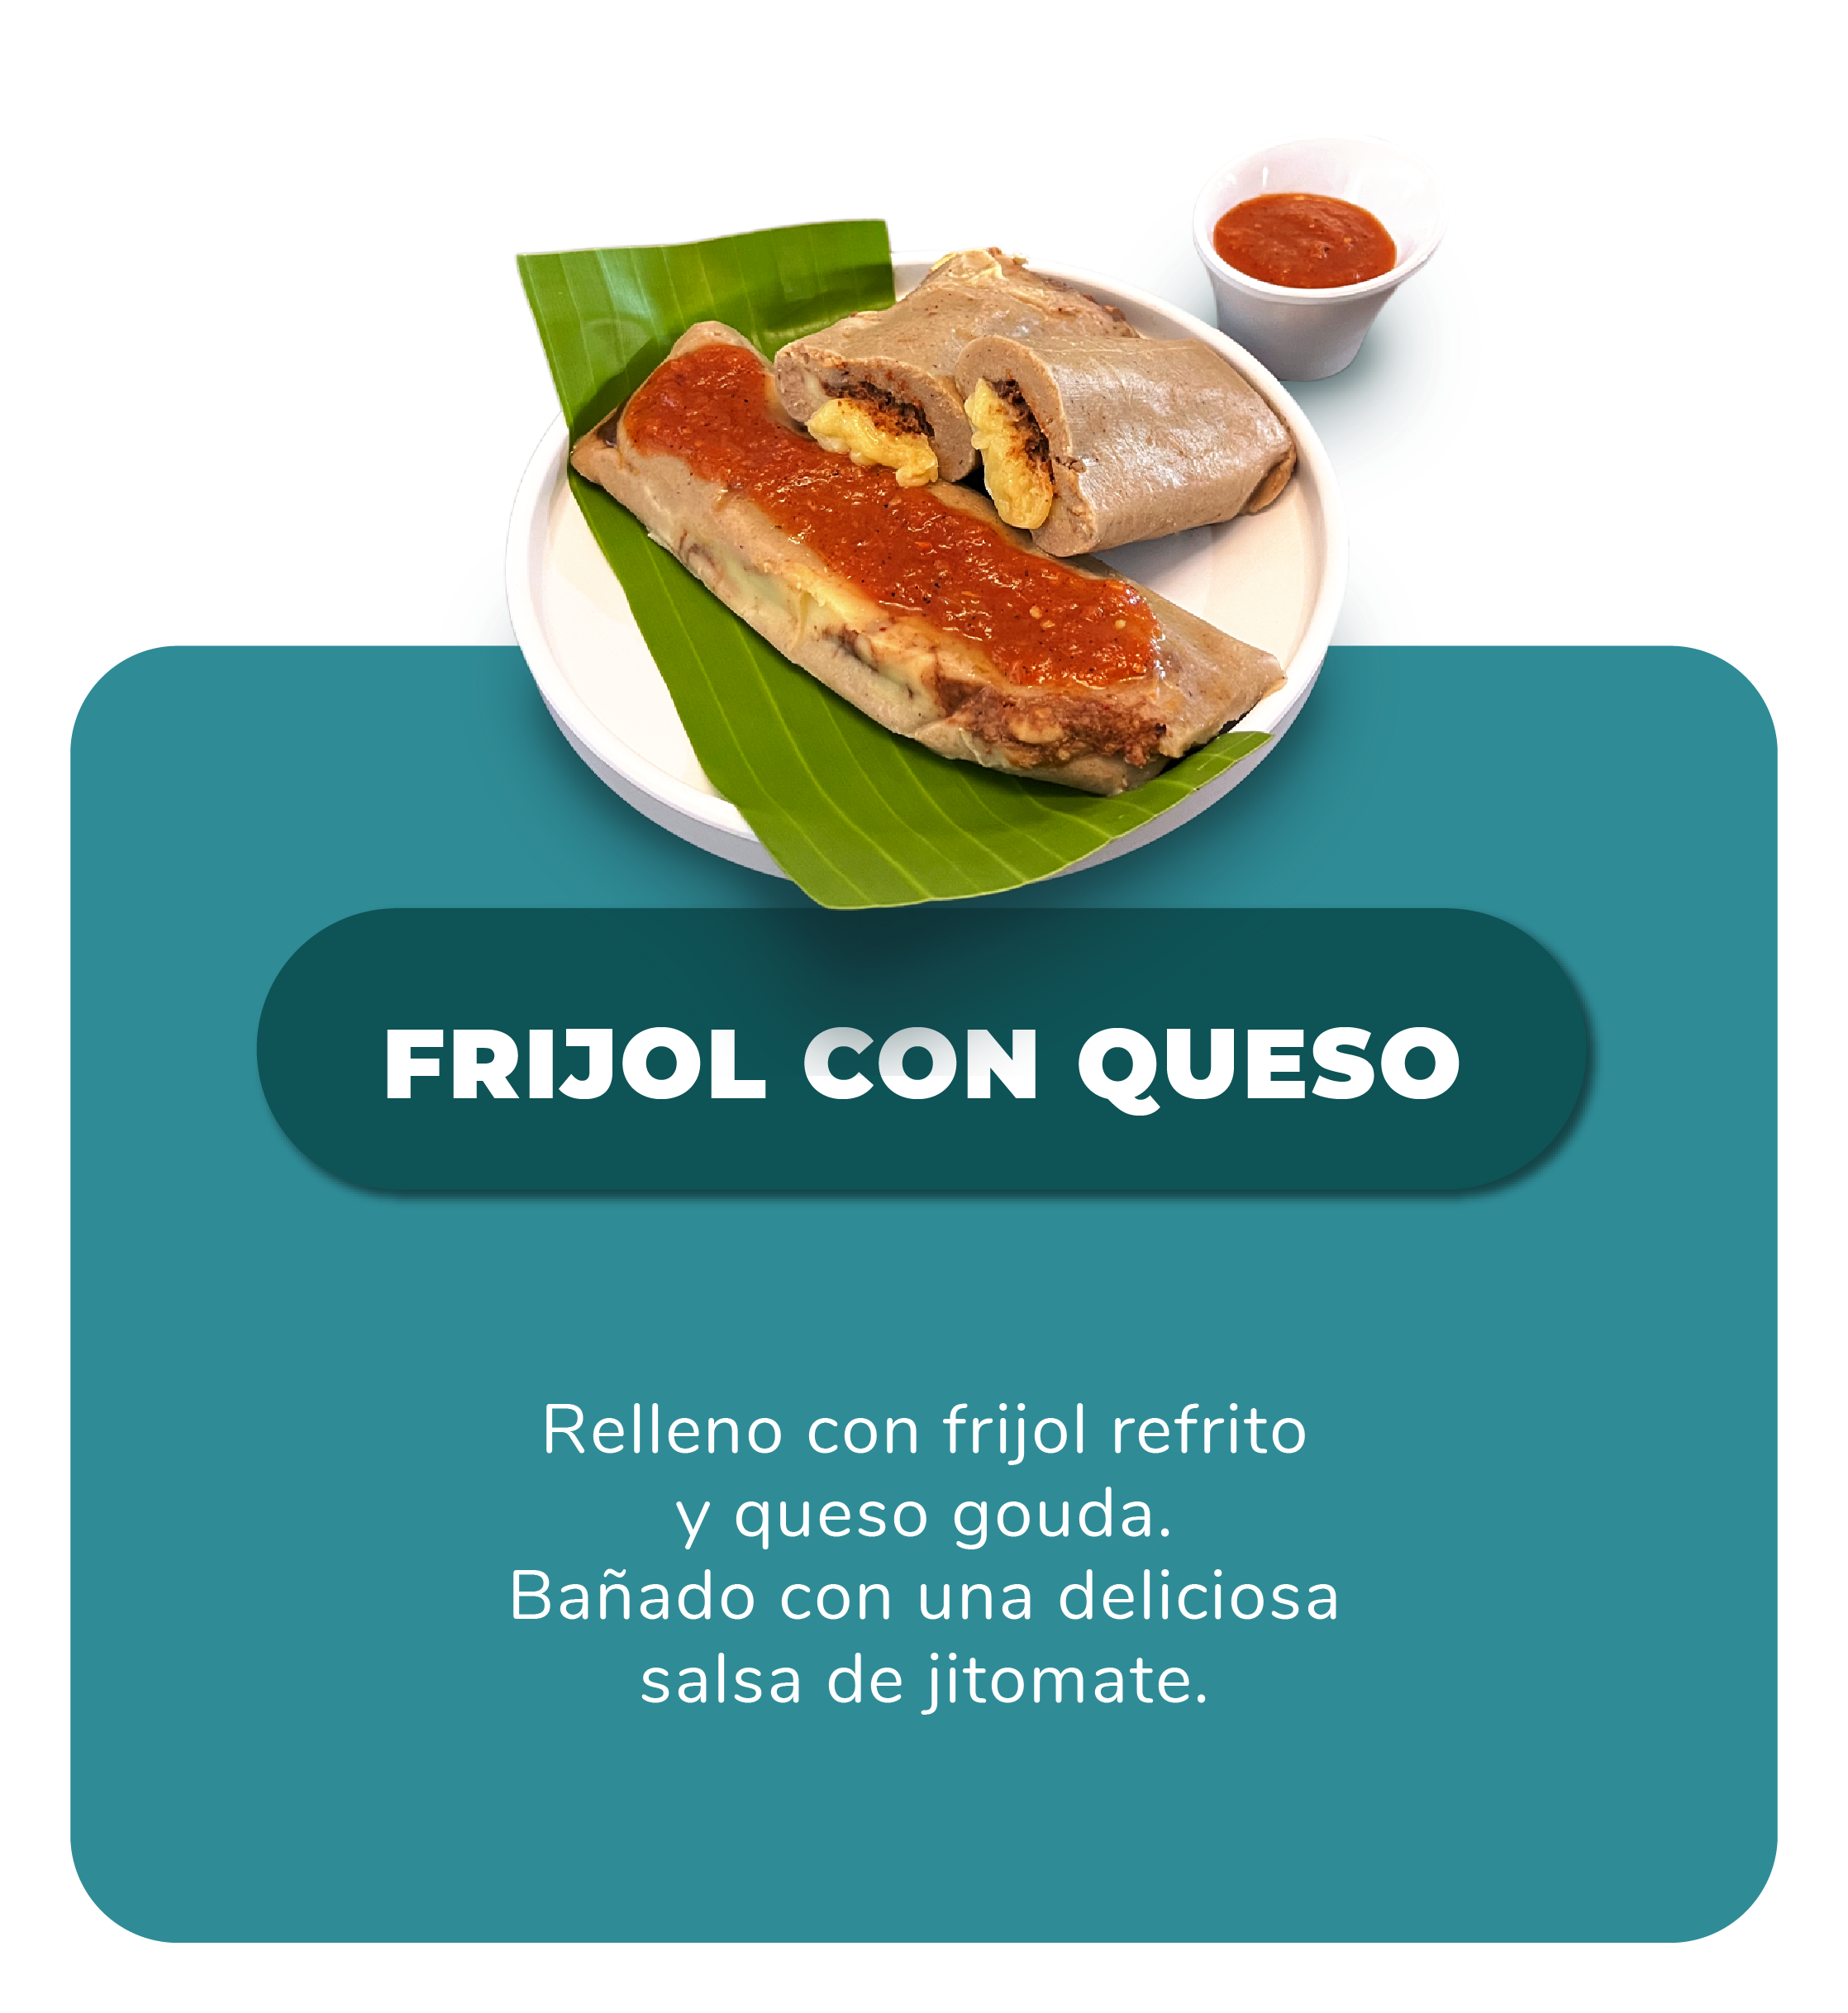 FRIJOL CON QUESO
Relleno con frijol refrito
y queso gouda.
Bañado con una deliciosa
salsa de jitomate.